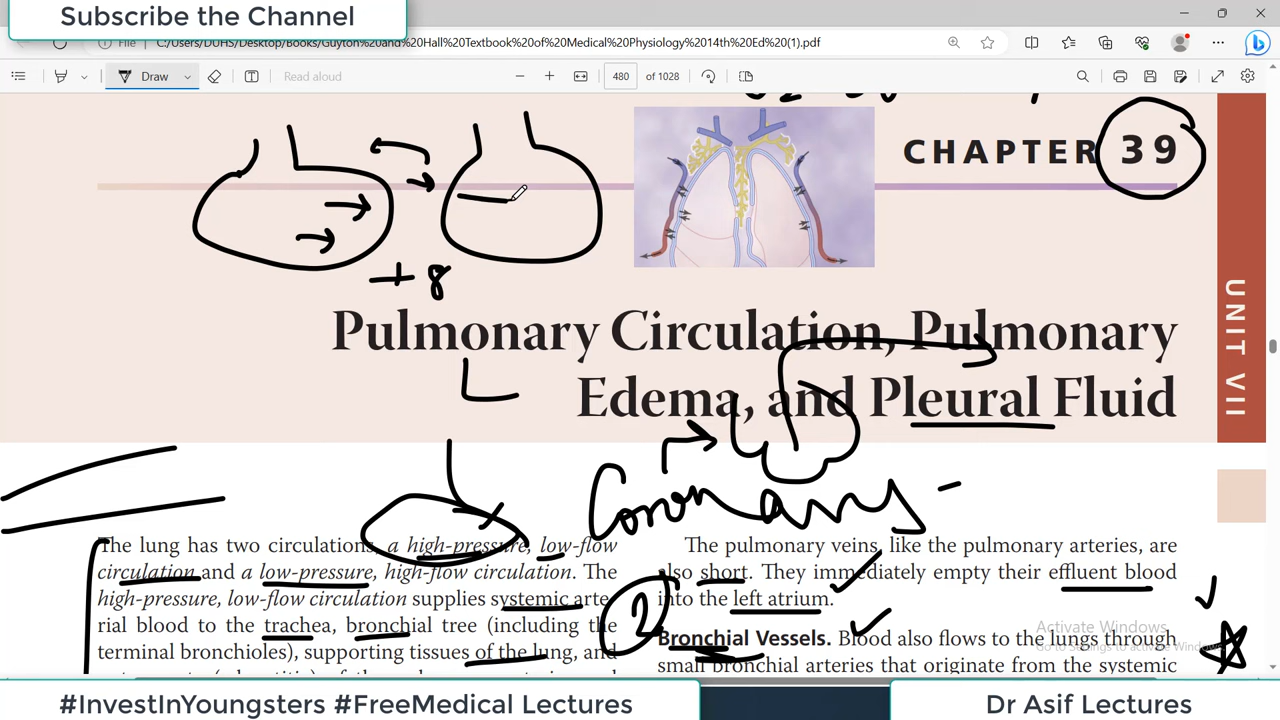 Subscribe the Channel
File
C:/Users/DUHS/Desktop/Books/Guyton%20and%20Hall%20Textbook%20of%20Medical%20Physiology%2014th%20Ed%20(1).pdf
Draw
Read aloud
480 of 1028
CHAPTER 39
+8
UNIT VII
Pulmonary Circulation, Pulmonary
Edema, and Pleural Fluid
L
Coronary
The lung has two circulations, a high-pressure, low-flow
circulation and a low-pressure, high-flow circulation. The
high-pressure, low-flow circulation supplies systemic arte-
rial blood to the trachea, bronchial tree (including the
terminal bronchioles), supporting tissues of the lung, and
The pulmonary veins, like the pulmonary arteries, are
also short. They immediately empty their effluent blood
into the left atrium.
2
Bronchial Vessels. Blood also flows to the lungs through
small bronchial arteries that originate from the systemic
Activate Windows
Go to Settings to activate Windows.
#InvestInYoungsters #FreeMedical Lectures
Dr Asif Lectures